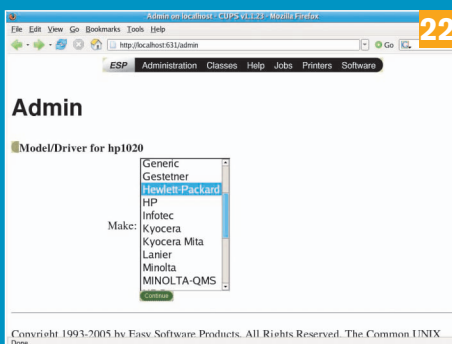 Admin on localhost - CUPS v1.1.23 - Mozilla Firefox
22
File Edit View Go Bookmarks Tools Help
http://localhost:631/admin
Go
ESP Administration Classes Help Jobs Printers Software
Admin
Model/Driver for hp1020
Generic
Gestetner
Hewlett-Packard
HP
Infotec
Make: Kyocera
Kyocera Mita
Lanier
Minolta
MINOLTA-QMS
Continue
Copyright 1993-2005 by Easy Software Products, All Rights Reserved. The Common UNIX
Done